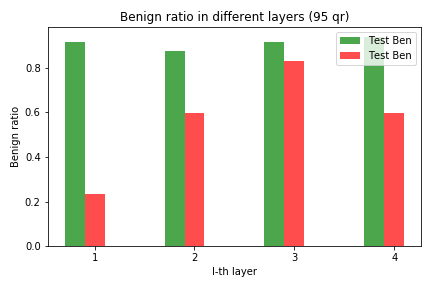 Benign ratio in different layers (95 qr)
Test Ben
Test Ben
Benign ratio
0.8
0.6
0.4
0.2
0.0
1 2 3 4
l-th layer